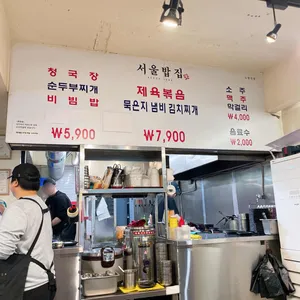 서울밥집
청국장
순두부찌개
비빔밥
₩5,900
제육볶음
묵은지 냄비 김치찌개
₩7,900
소주
맥주
막걸리
₩4,000
음료수
₩2,000